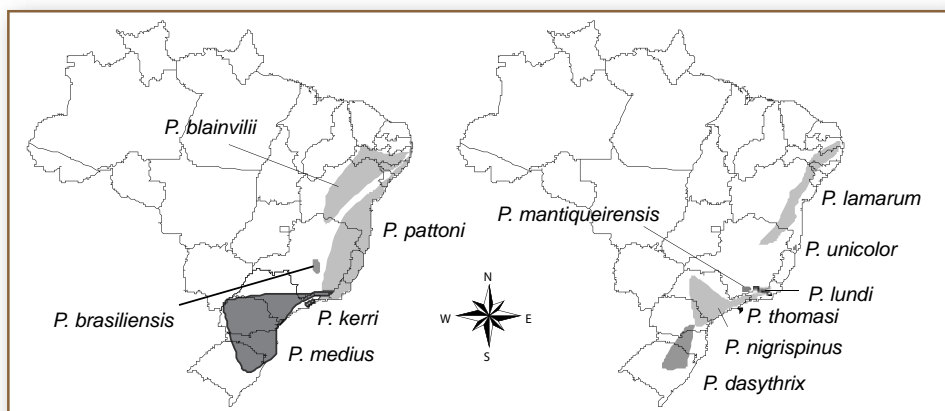 P. blainvilii
P. pattoni
P. brasiliensis
P. kerri
P. medius
N
W E
S
P. lamarum
P. mantiqueirensis
P. unicolor
P. lundi
P. thomasi
P. nigrispinus
P. dasythrix